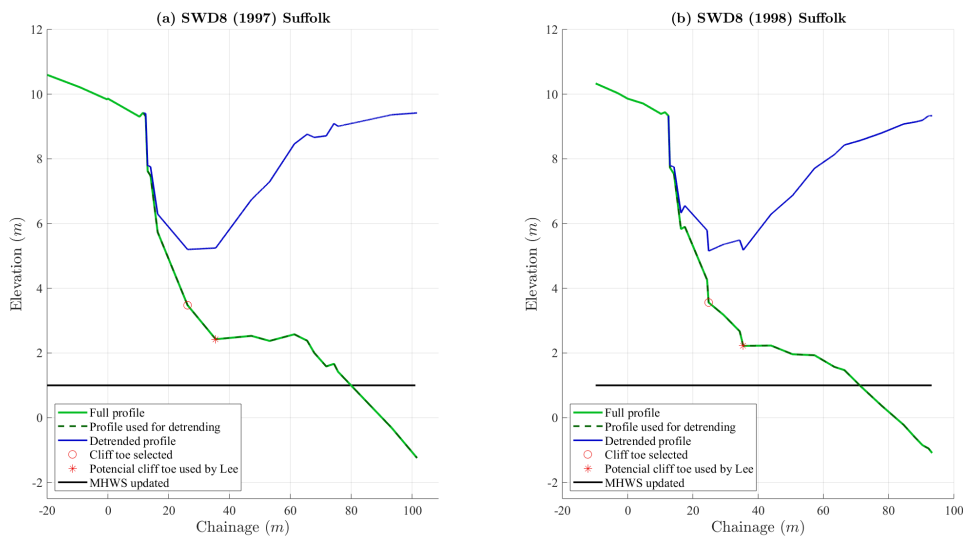 (a) SWD8 (1997) Suffolk
12
10
8
6
4
2
0
-2
Elevation (m)
-20 0 20 40 60 80 100
Chainage (m)
Full profile
Profile used for detrending
Detrended profile
Cliff toe selected
Potencial cliff toe used by Lee
MHWS updated
(b) SWD8 (1998) Suffolk
12
10
8
6
4
2
0
-2
Elevation (m)
-20 0 20 40 60 80 100
Chainage (m)
Full profile
Profile used for detrending
Detrended profile
Cliff toe selected
Potencial cliff toe used by Lee
MHWS updated